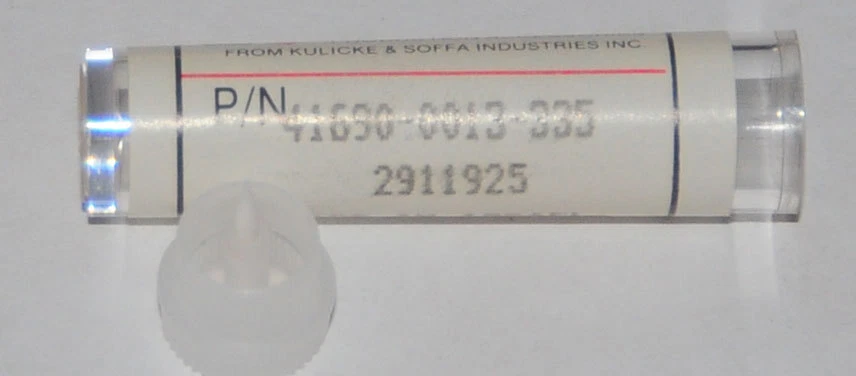 FROM KULICKE & SOFFA INDUSTRIES INC.
P/N 41690-0013-335
2911925